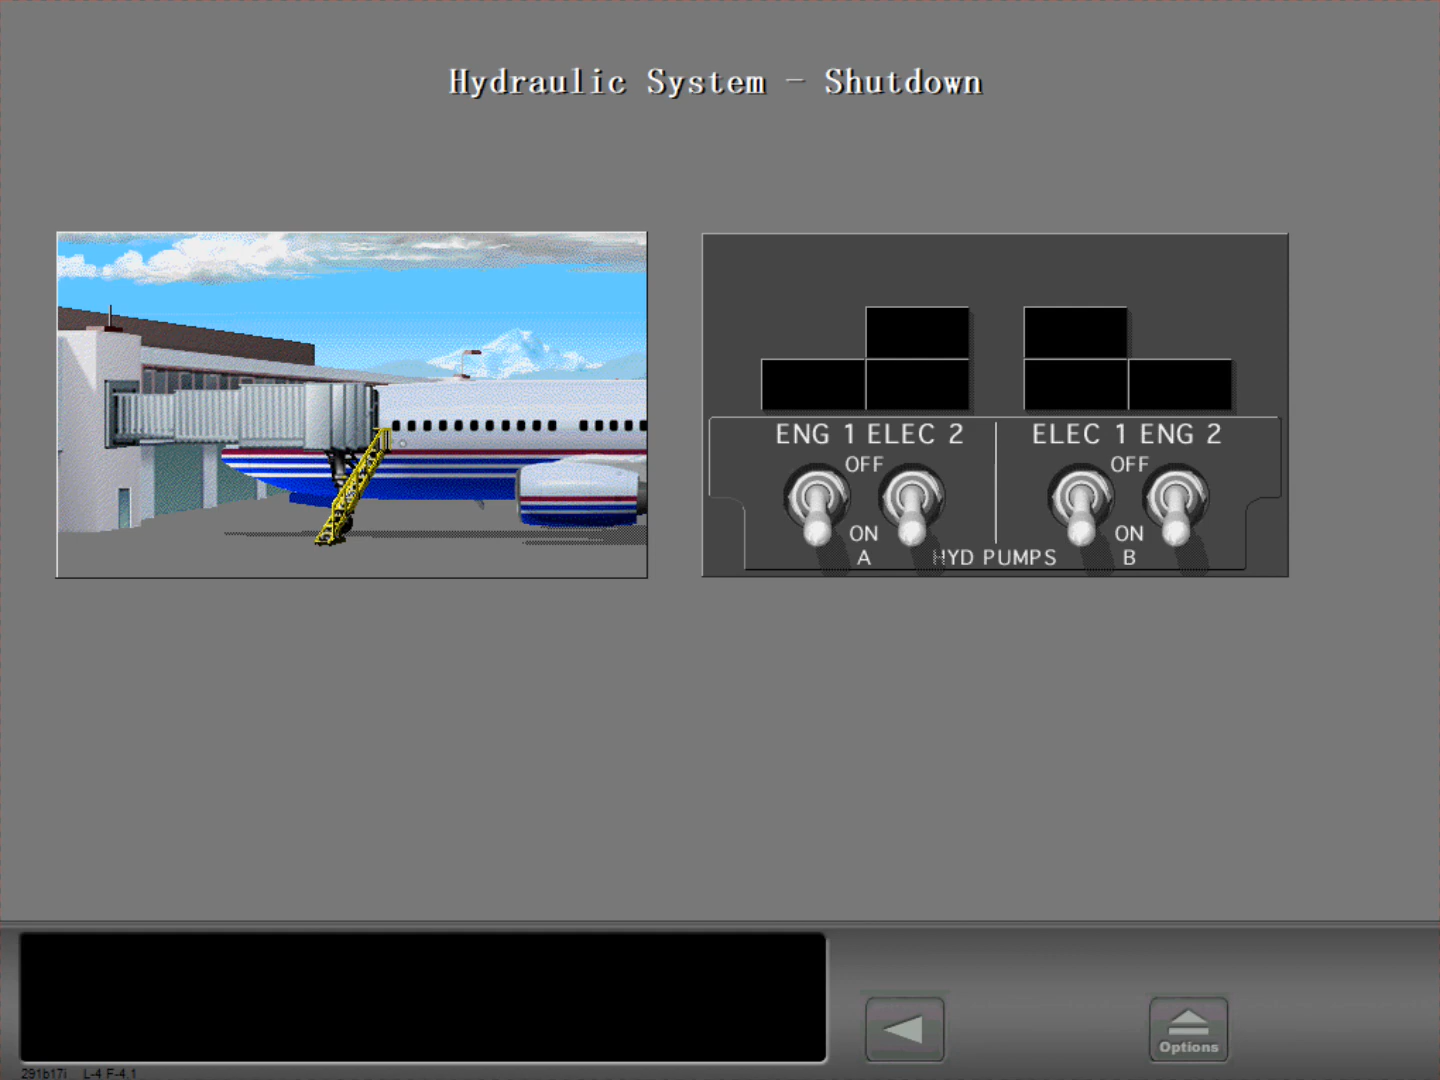 Hydraulic System - Shutdown
ENG 1 ELEC 2 ELEC 1 ENG 2
OFF OFF
ON ON
A HYD PUMPS B
Options
291b17i L-4 F-4.1